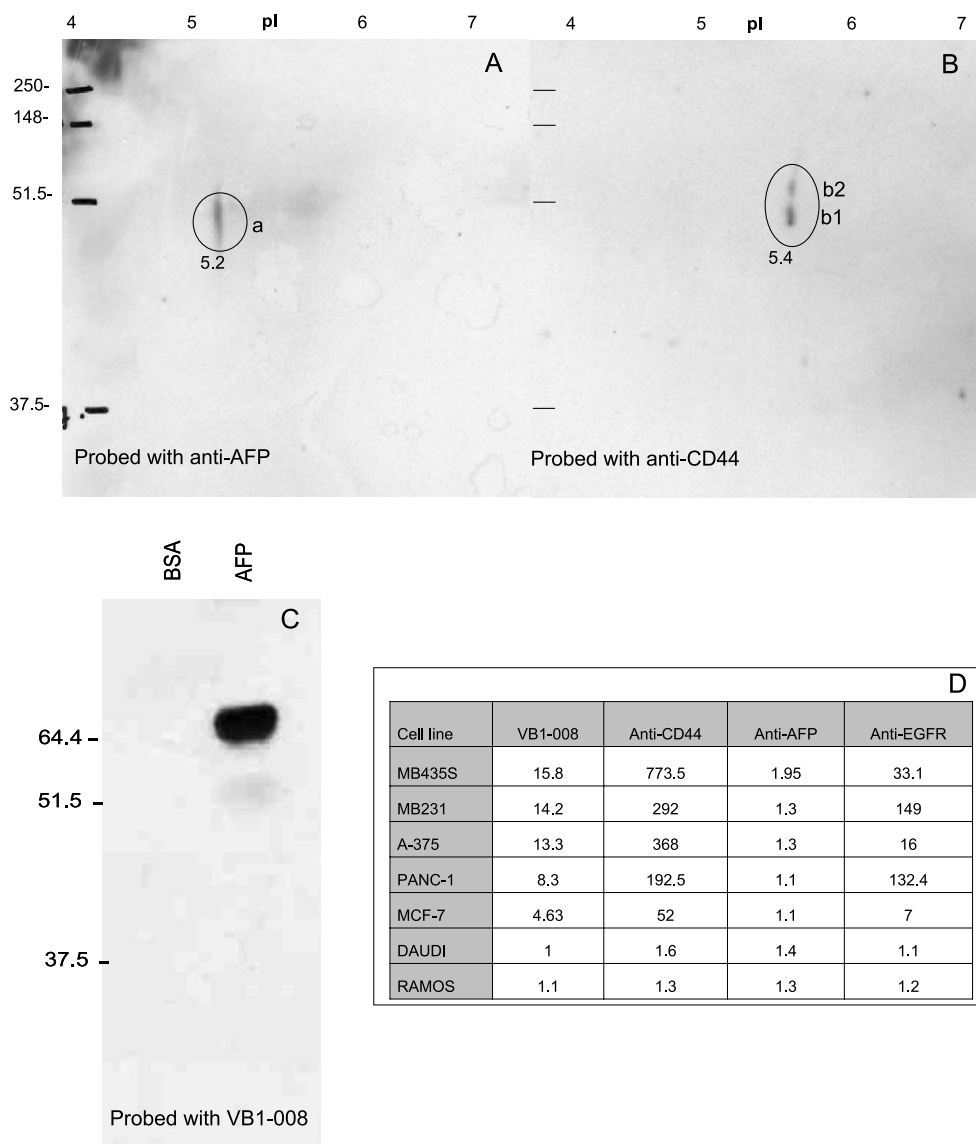 4 5 pI 6 7 4 5 pI 6 7
A B
250-
148-
51.5-
37.5-
a
5.2
b2
b1
5.4
Probed with anti-AFP Probed with anti-CD44
BSA AFP
C
64.4
51.5
37.5
Probed with VB1-008
D
Cell line VB1-008 Anti-CD44 Anti-AFP Anti-EGFR
MB435S 15.8 773.5 1.95 33.1
MB231 14.2 292 1.3 149
A-375 13.3 368 1.3 16
PANC-1 8.3 192.5 1.1 132.4
MCF-7 4.63 52 1.1 7
DAUDI 1 1.6 1.4 1.1
RAMOS 1.1 1.3 1.3 1.2